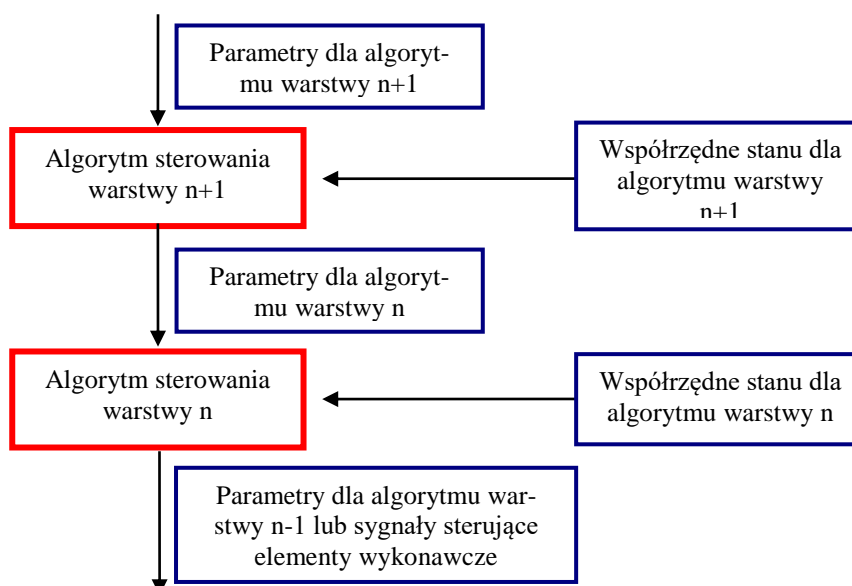 Parametry dla algoryt-
mu warstwy n+1
Algorytm sterowania
warstwy n+1
Współrzędne stanu dla
algorytmu warstwy
n+1
Parametry dla algoryt-
mu warstwy n
Algorytm sterowania
warstwy n
Współrzędne stanu dla
algorytmu warstwy n
Parametry dla algorytmu war-
stwy n-1 lub sygnały sterujące
elementy wykonawcze